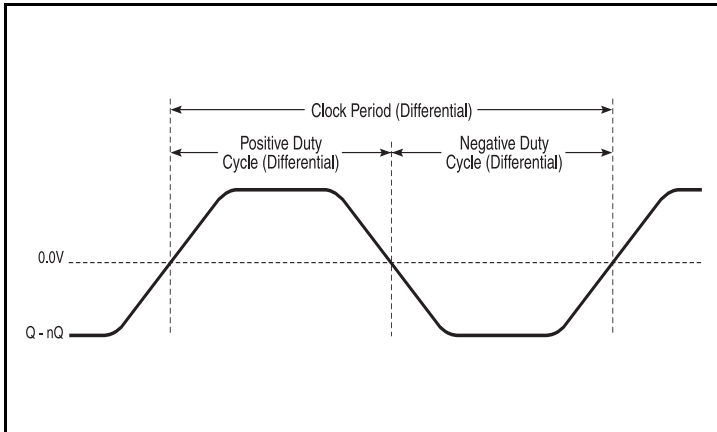 Clock Period (Differential)
Positive Duty
Cycle (Differential)
Negative Duty
Cycle (Differential)
0.0V
Q - nQ